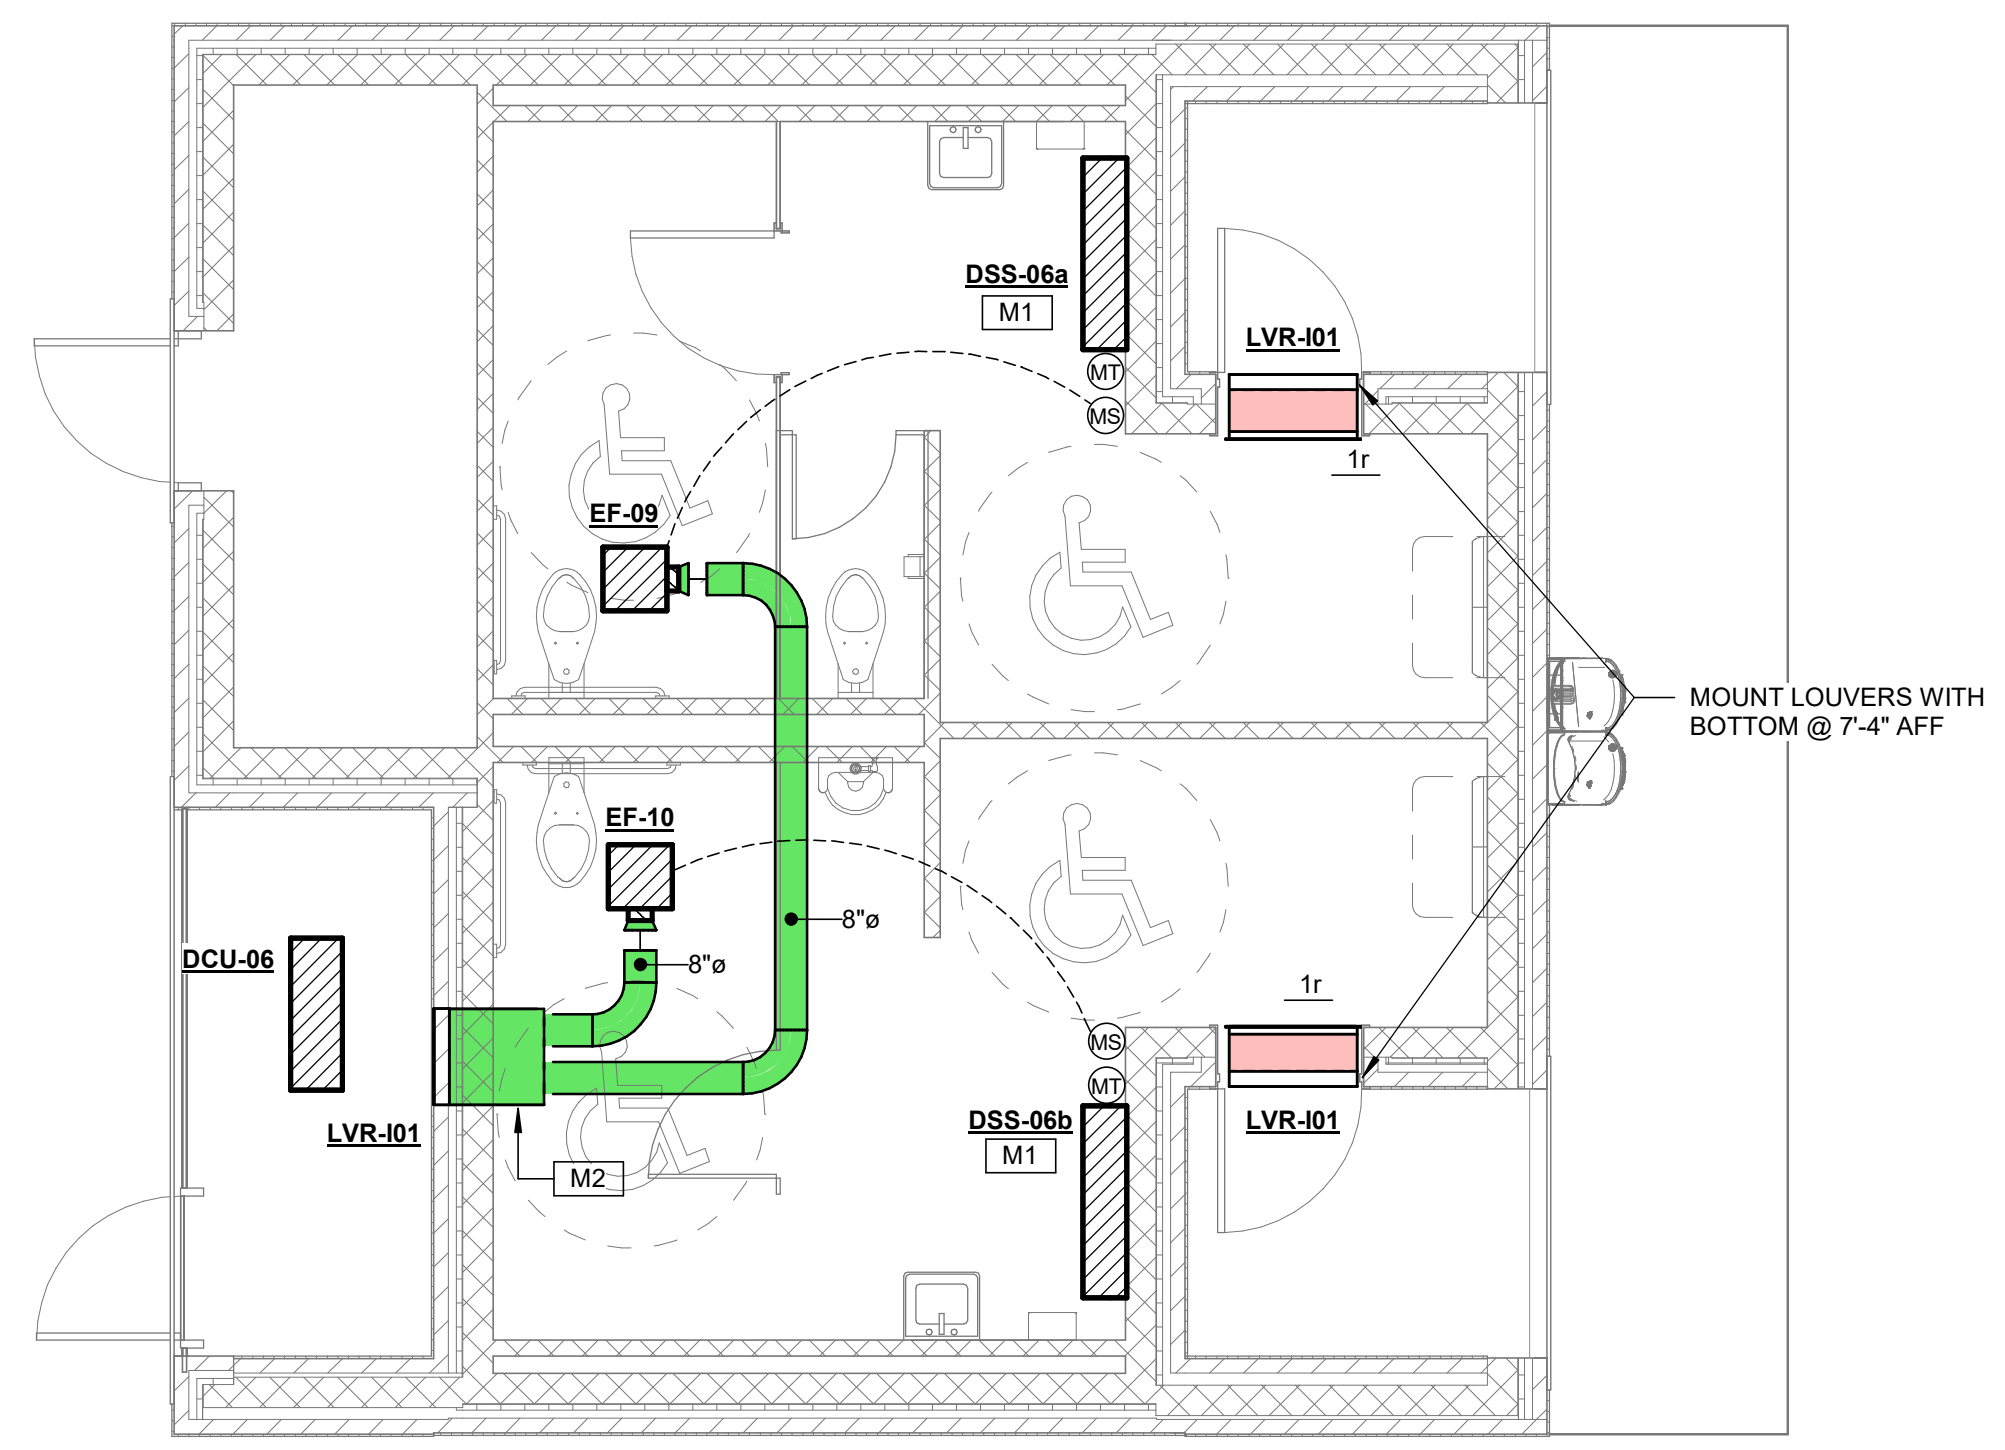 DSS-06a
M1
LVR-I01
MT
MS
1r
EF-09
MOUNT LOUVERS WITH
BOTTOM @ 7'-4" AFF
EF-10
8"ø
8"ø
DCU-06
1r
MS
MT
DSS-06b
M1
LVR-I01
LVR-I01
M2